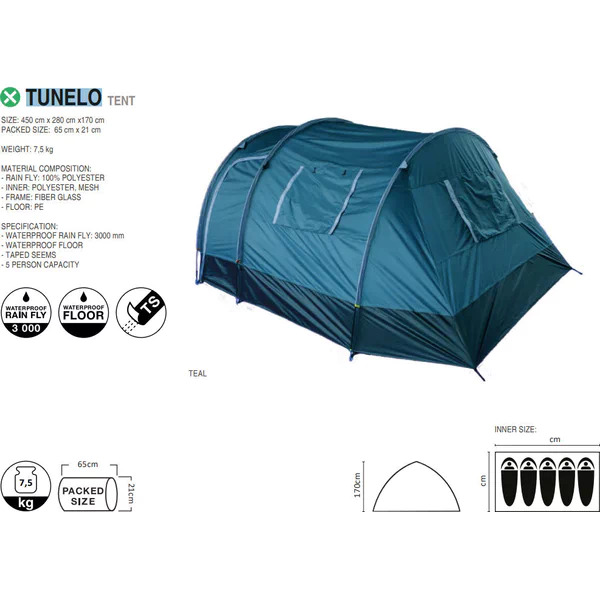 TUNELO TENT
SIZE: 450 cm x 280 cm x170 cm
PACKED SIZE: 65 cm x 21 cm
WEIGHT: 7,5 kg
MATERIAL COMPOSITION:
- RAIN FLY: 100% POLYESTER
- INNER: POLYESTER, MESH
- FRAME: FIBER GLASS
- FLOOR: PE
SPECIFICATION:
- WATERPROOF RAIN FLY: 3000 mm
- WATERPROOF FLOOR
- TAPED SEEMS
- 5 PERSON CAPACITY
WATERPROOF
RAIN FLY
3 000
WATERPROOF
FLOOR
TS
TEAL
7,5
kg
65cm
PACKED
SIZE
21cm
170cm
INNER SIZE:
cm
cm